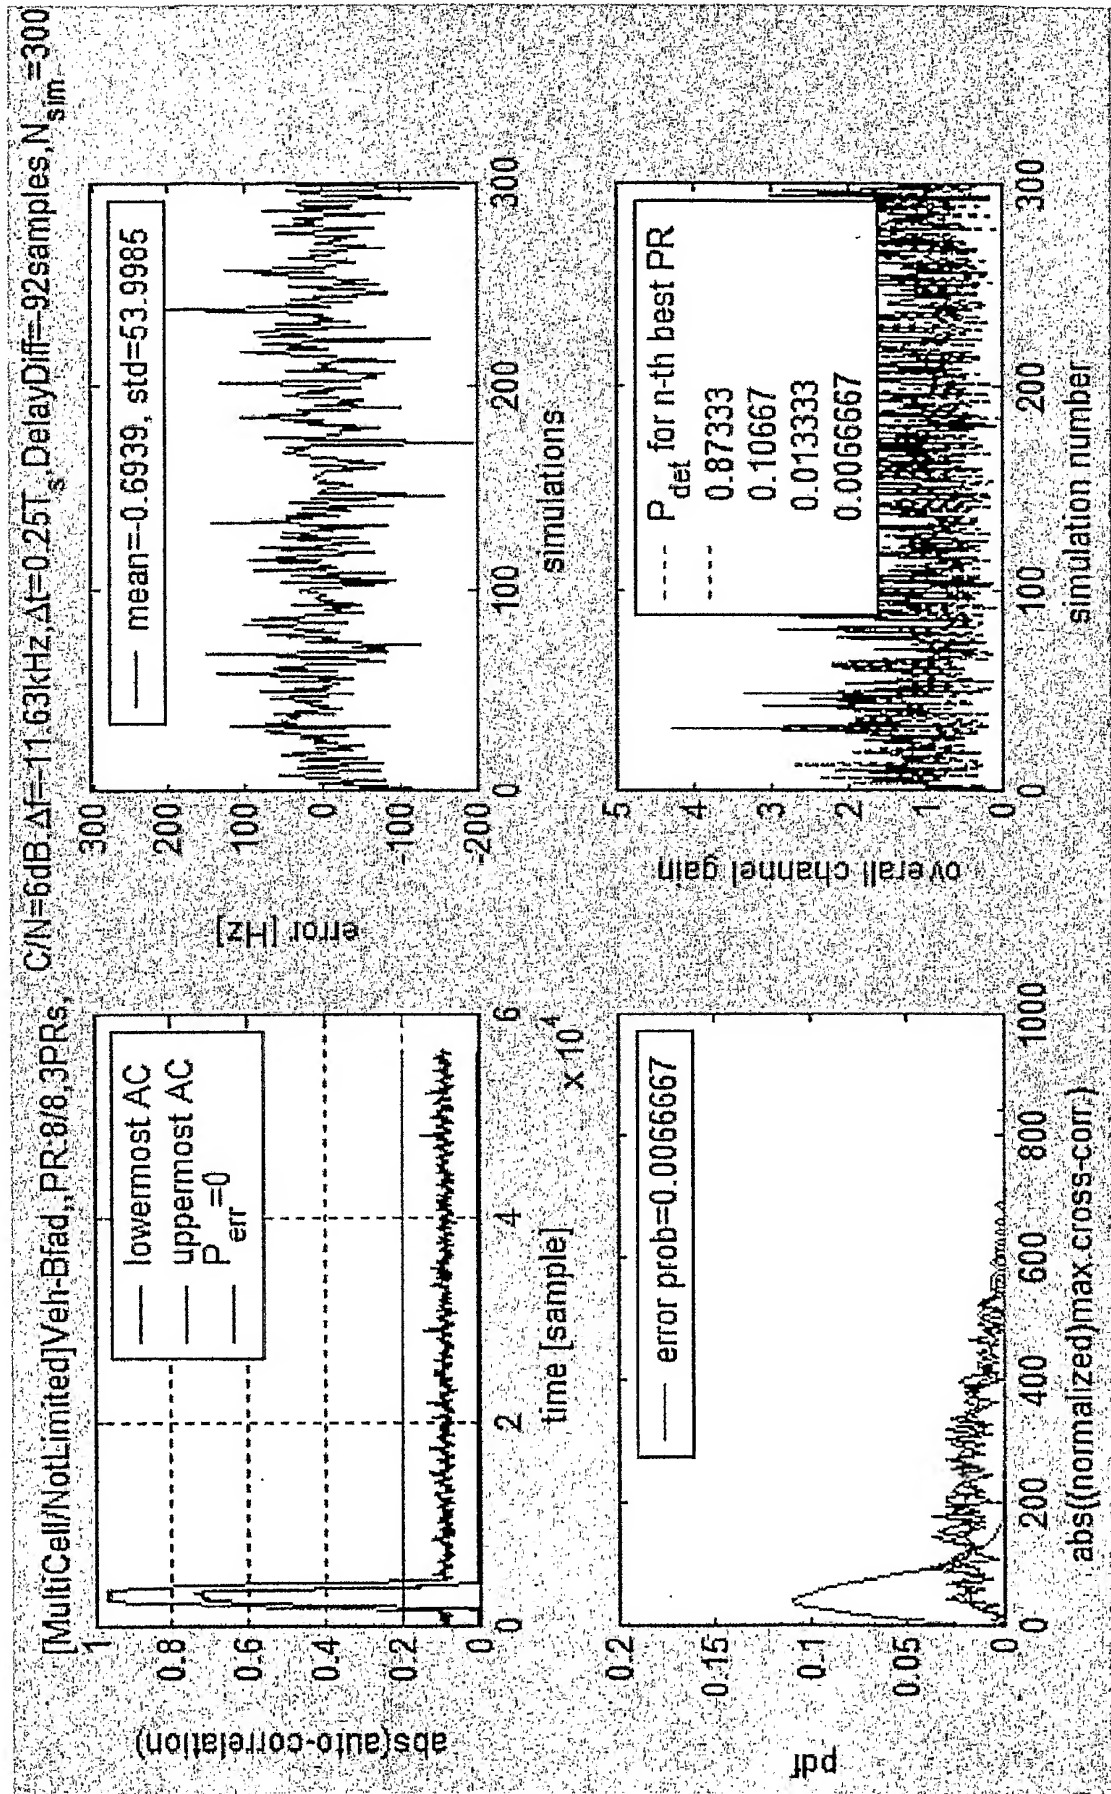 [MultiCell/NotLimited]Veh-Bfad,,PR:8/8,3PRs, C/N=6dB,Δf=-11.63kHz,Δt=0.25Ts,DelayDiff=-92samples,Nsim=300
abs(auto-correlation)
1
0.8
0.6
0.4
0.2
0
lowermost AC
uppermost AC
Perr=0
0
2
4
6
x 10^4
time [sample]
error [Hz]
300
200
100
0
-100
-200
mean=-0.6939, std=53.9985
0
100
200
300
simulations
pdf
0.2
0.15
0.1
0.05
0
error prob=0.0066667
0
200
400
600
800
1000
abs((normalized)max.cross-corr.)
overall channel gain
5
4
3
2
1
0
Pdet for n-th best PR
0.87333
0.10667
0.013333
0.0066667
0
100
200
300
simulation number